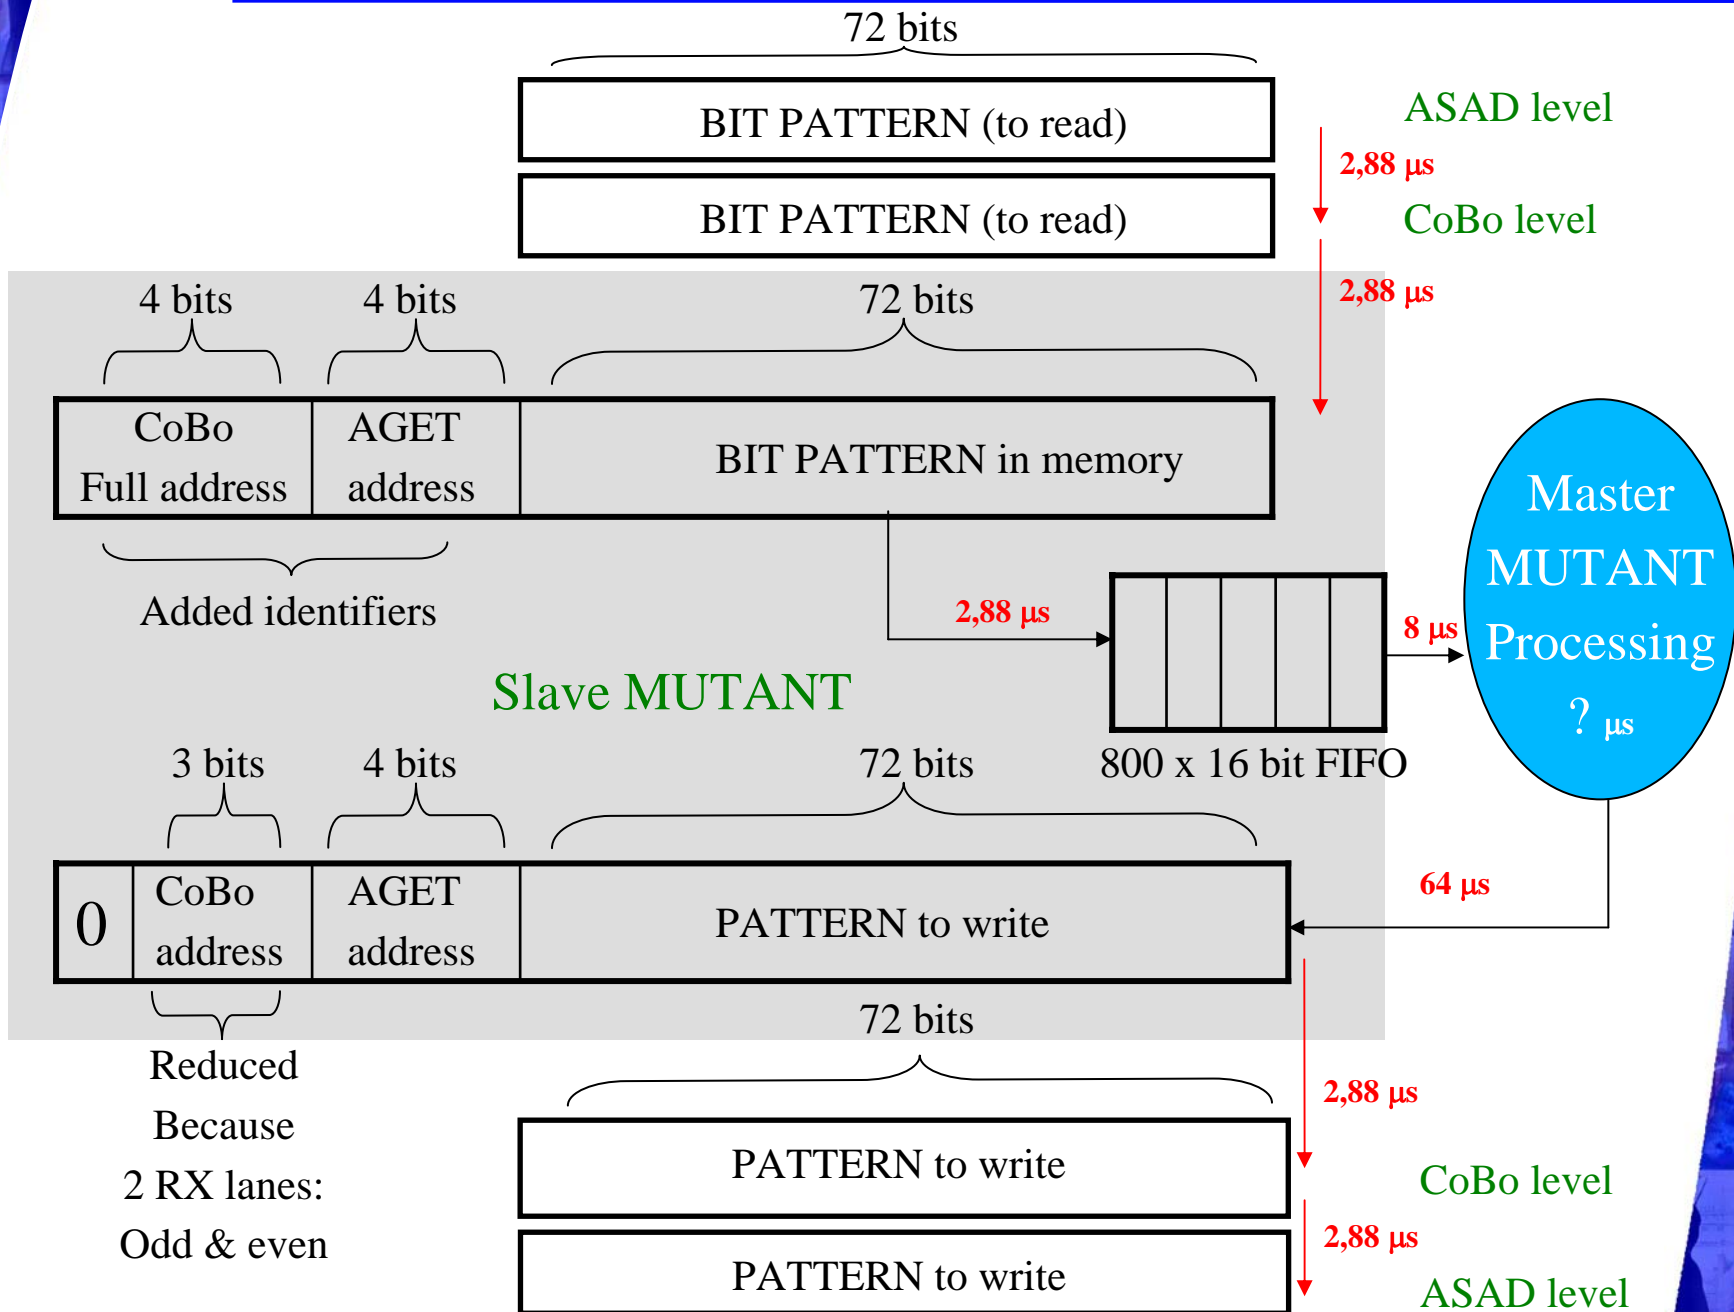 72 bits
BIT PATTERN (to read)
ASAD level
2,88 µs
BIT PATTERN (to read)
CoBo level
2,88 µs
4 bits
4 bits
72 bits
CoBo
Full address
AGET
address
BIT PATTERN in memory
Added identifiers
2,88 µs
8 µs
Master
MUTANT
Processing
? µs
Slave MUTANT
800 x 16 bit FIFO
3 bits
4 bits
72 bits
0
CoBo
address
AGET
address
PATTERN to write
64 µs
72 bits
Reduced
Because
2 RX lanes:
Odd & even
2,88 µs
PATTERN to write
CoBo level
2,88 µs
PATTERN to write
ASAD level